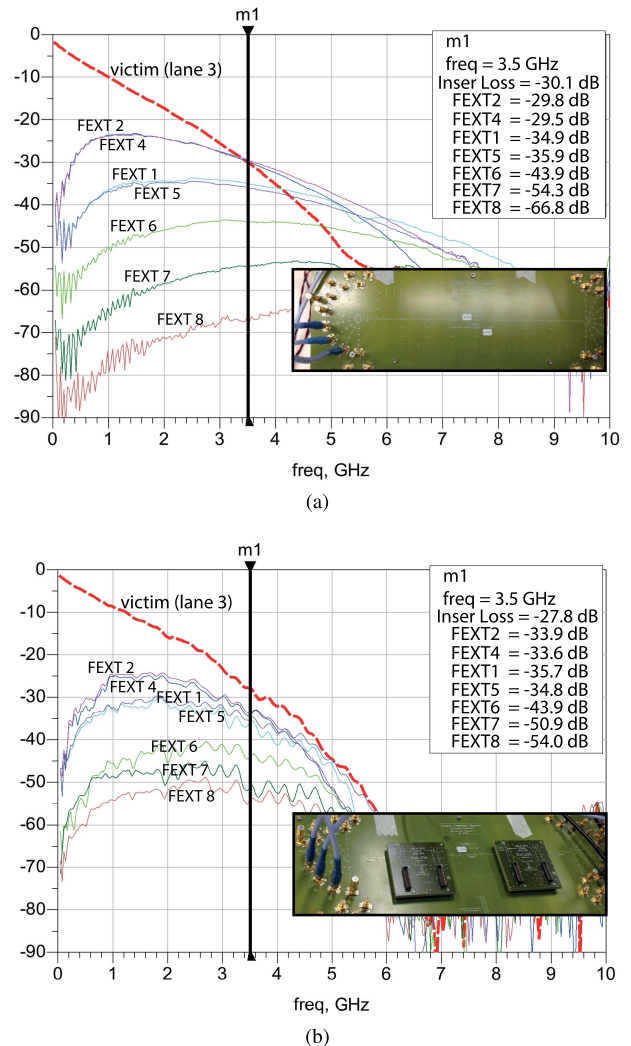 m1
0
-10
-20
-30
-40
-50
-60
-70
-80
-90
victim (lane 3)
FEXT 2
FEXT 4
FEXT 1
FEXT 5
FEXT 6
FEXT 7
FEXT 8
m1
freq = 3.5 GHz
Inser Loss = -30.1 dB
FEXT2 = -29.8 dB
FEXT4 = -29.5 dB
FEXT1 = -34.9 dB
FEXT5 = -35.9 dB
FEXT6 = -43.9 dB
FEXT7 = -54.3 dB
FEXT8 = -66.8 dB
0 1 2 3 4 5 6 7 8 9 10
freq, GHz
(a)
m1
0
-10
-20
-30
-40
-50
-60
-70
-80
-90
victim (lane 3)
FEXT 2
FEXT 4
FEXT 1
FEXT 5
FEXT 6
FEXT 7
FEXT 8
m1
freq = 3.5 GHz
Inser Loss = -27.8 dB
FEXT2 = -33.9 dB
FEXT4 = -33.6 dB
FEXT1 = -35.7 dB
FEXT5 = -34.8 dB
FEXT6 = -43.9 dB
FEXT7 = -50.9 dB
FEXT8 = -54.0 dB
0 1 2 3 4 5 6 7 8 9 10
freq, GHz
(b)